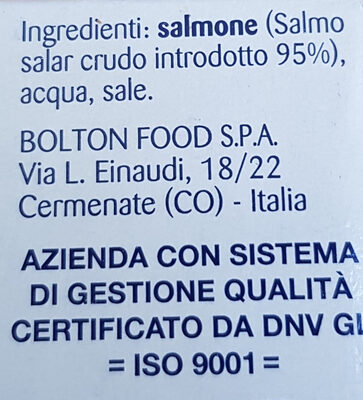 Ingredienti: salmone (Salmo
salar crudo introdotto 95%),
acqua, sale.
BOLTON FOOD S.P.A.
Via L. Einaudi, 18/22
Cermenate (CO) - Italia
AZIENDA CON SISTEMA
DI GESTIONE QUALITÀ
CERTIFICATO DA DNV GL
= ISO 9001 =